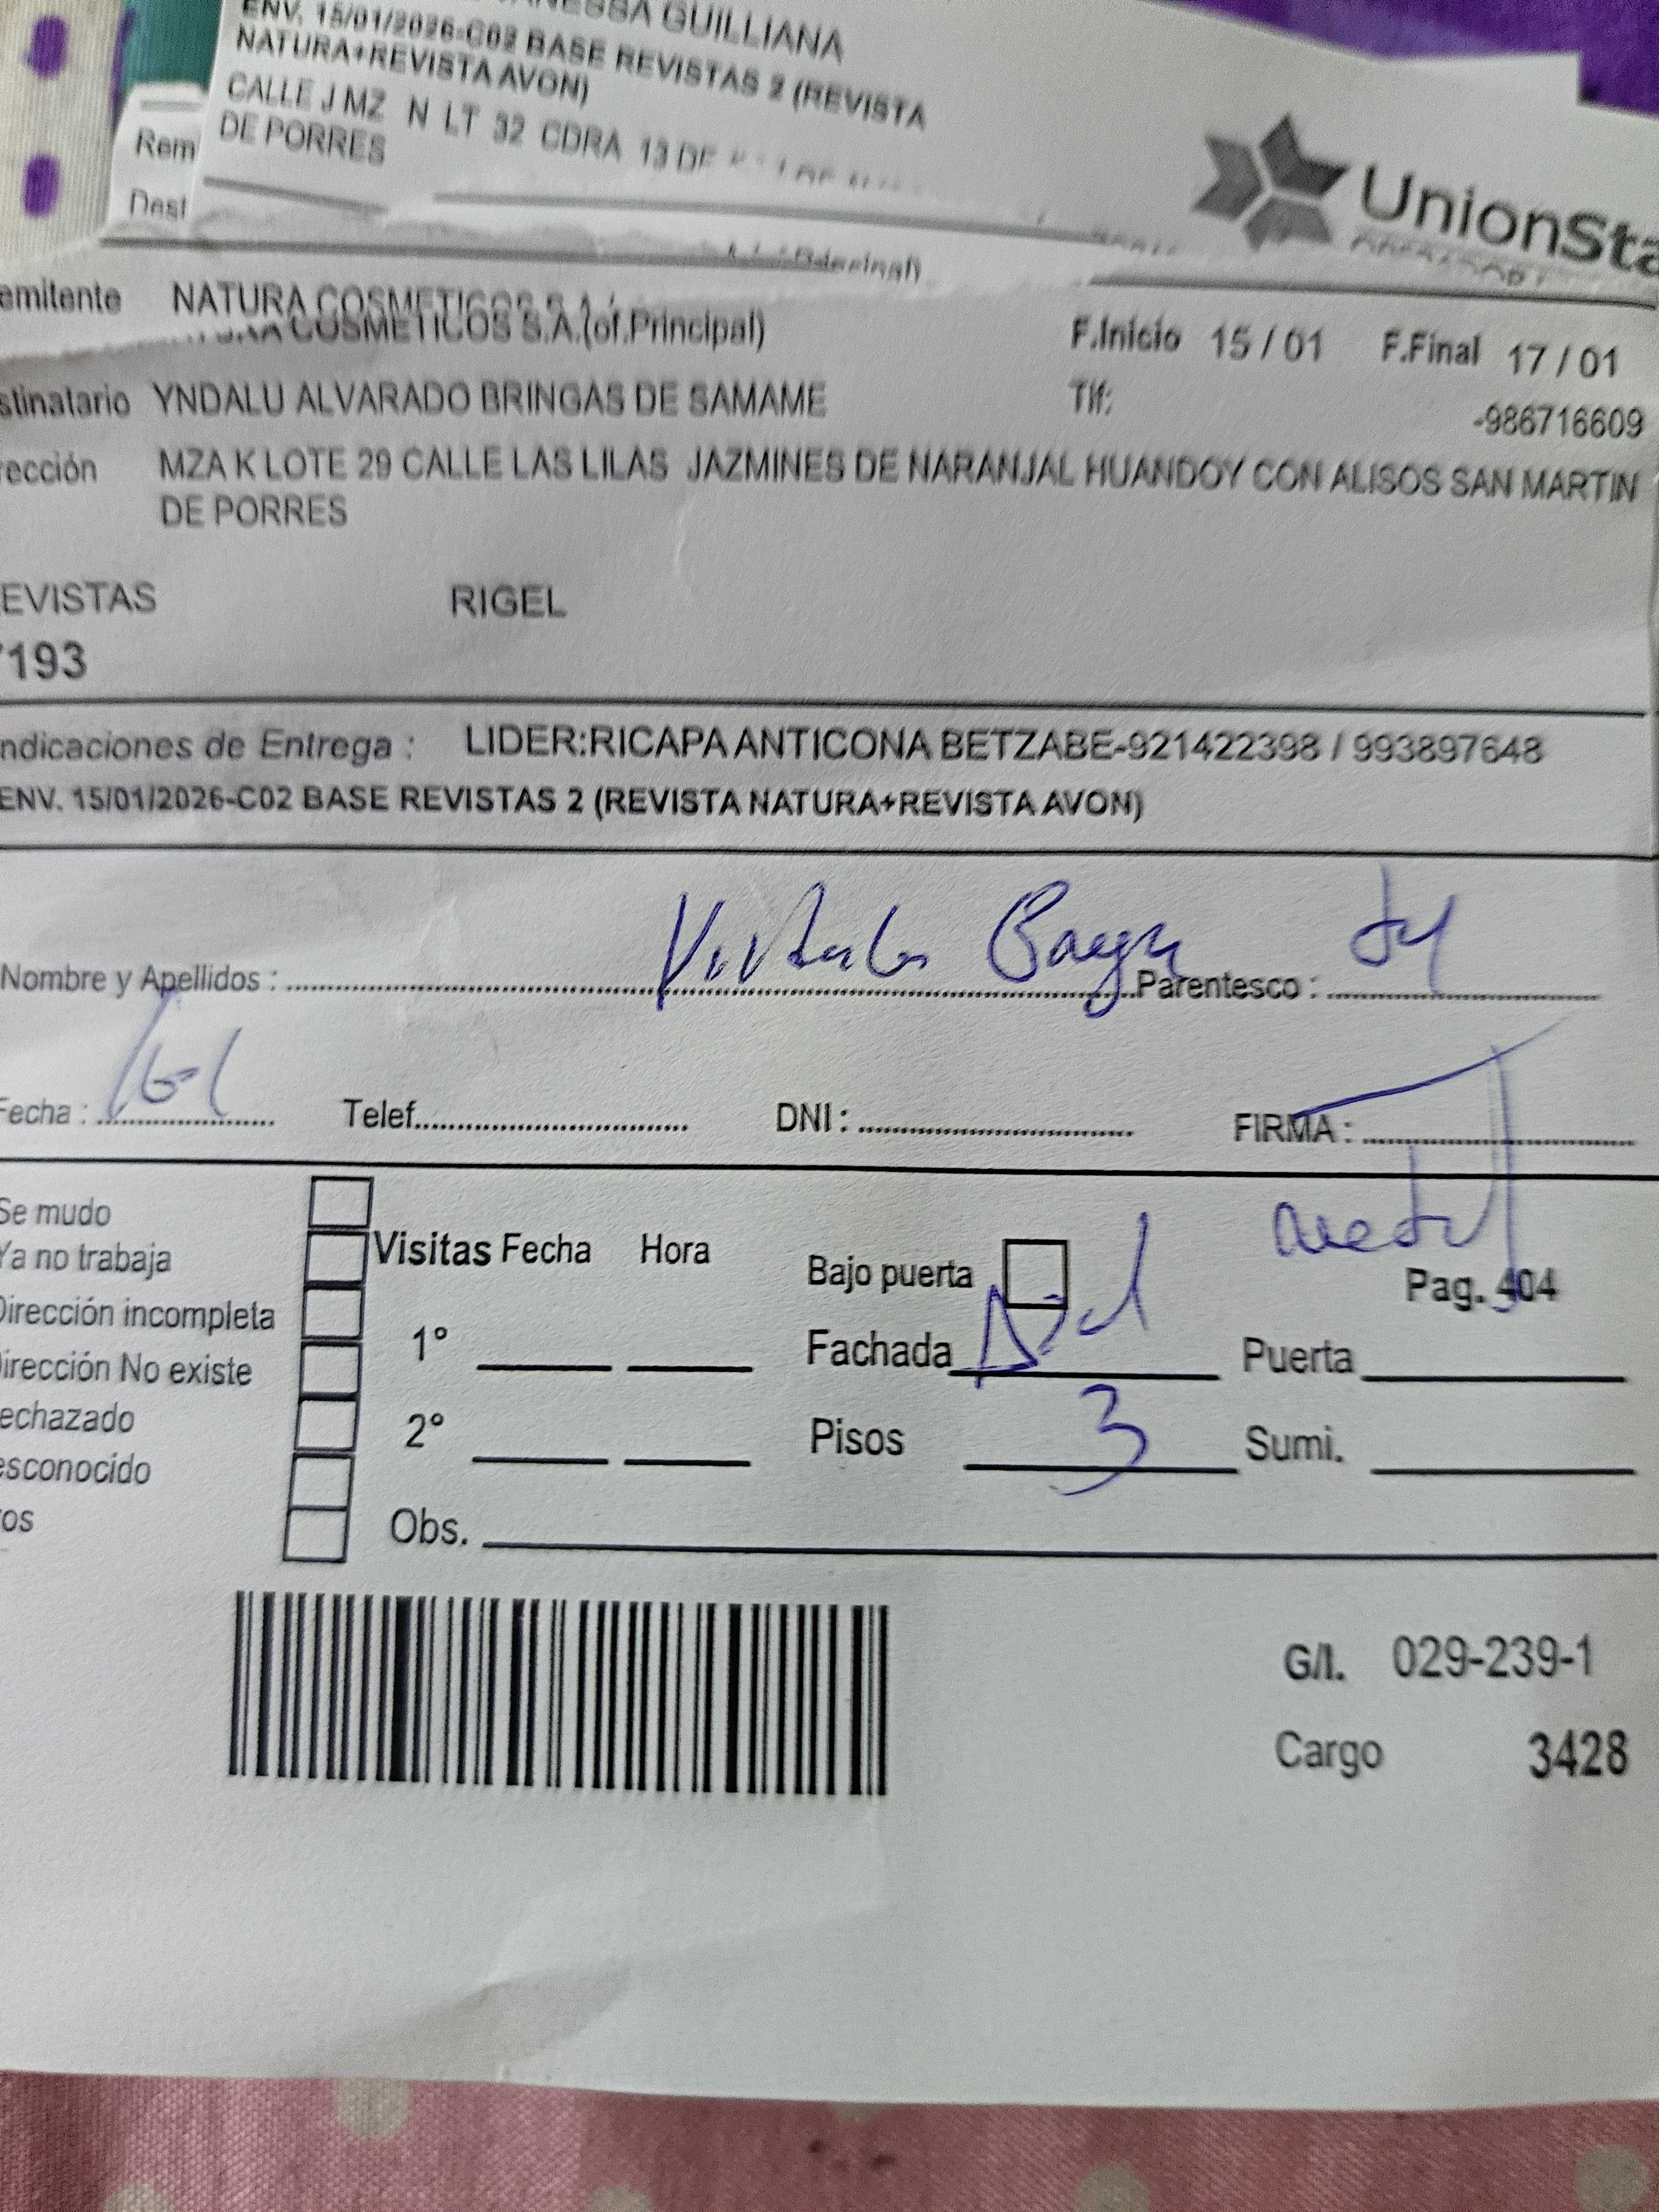 GUILLIANA
ENV. 15/01/2026-C02 BASE REVISTAS 2 (REVISTA
NATURA+REVISTA AVON)
CALLE J MZ N LT 32 CDRA 13 DE
DE PORRES
Rem
Dest
UnionSta
emitente NATURA COSMETICOS S.A.
COSMETICOS S.A.(of.Principal)
F.Inicio 15 / 01 F.Final 17 / 01
stinatario YNDALU ALVARADO BRINGAS DE SAMAME Tlf: -986716609
rección MZA K LOTE 29 CALLE LAS LILAS JAZMINES DE NARANJAL HUANDOY CON ALISOS SAN MARTIN
DE PORRES
EVISTAS RIGEL
193
ndicaciones de Entrega : LIDER:RICAPA ANTICONA BETZABE-921422398 / 993897648
ENV. 15/01/2026-C02 BASE REVISTAS 2 (REVISTA NATURA+REVISTA AVON)
Nombre y Apellidos : Parentesco :
Fecha : Telef. DNI : FIRMA :
Se mudo
Ya no trabaja
Dirección incompleta
irección No existe
echazado
esconocido
os
Visitas Fecha Hora
1°
2°
Obs.
Bajo puerta
Pag. 404
Fachada Puerta
Pisos 3 Sumi.
G/I. 029-239-1
Cargo 3428